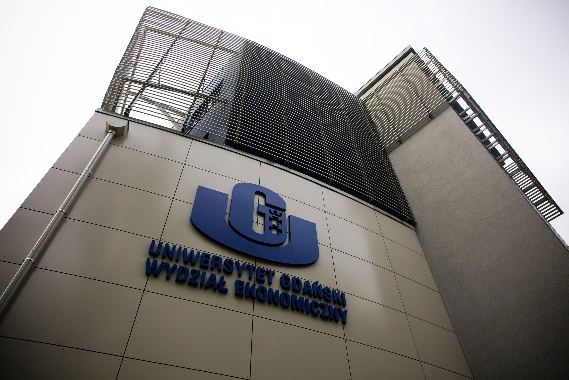 UNIWERSYTET GDAŃSKI
WYDZIAŁ EKONOMICZNY